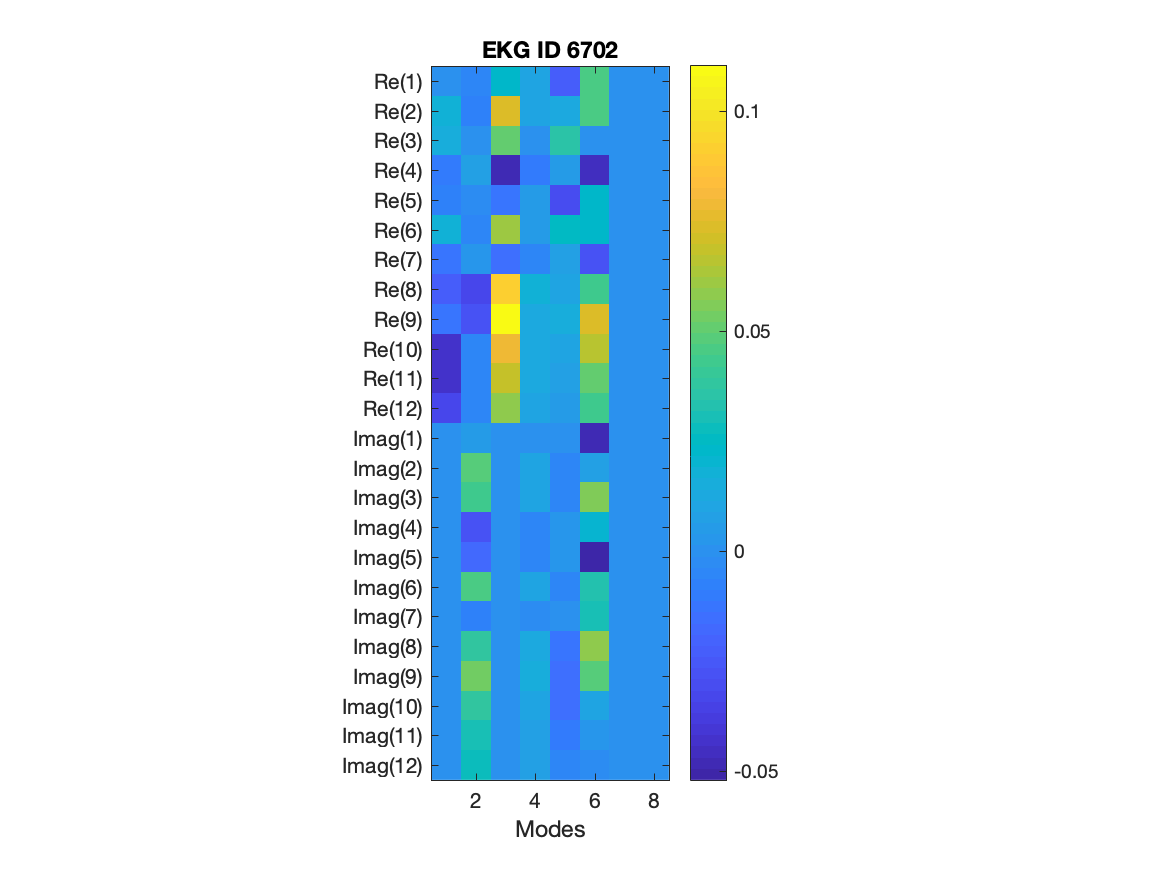 EKG ID 6702
Re(1)
Re(2)
Re(3)
Re(4)
Re(5)
Re(6)
Re(7)
Re(8)
Re(9)
Re(10)
Re(11)
Re(12)
Imag(1)
Imag(2)
Imag(3)
Imag(4)
Imag(5)
Imag(6)
Imag(7)
Imag(8)
Imag(9)
Imag(10)
Imag(11)
Imag(12)
2 4 6 8
Modes
0.1
0.05
0
-0.05